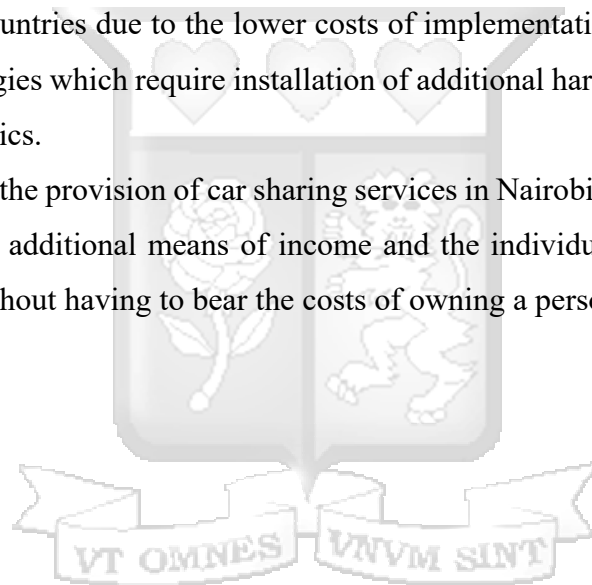 untries due to the lower costs of implementati
gies which require installation of additional har
ics.
the provision of car sharing services in Nairobi
additional means of income and the individu
hout having to bear the costs of owning a perso
VT OMNES VNVM SINT